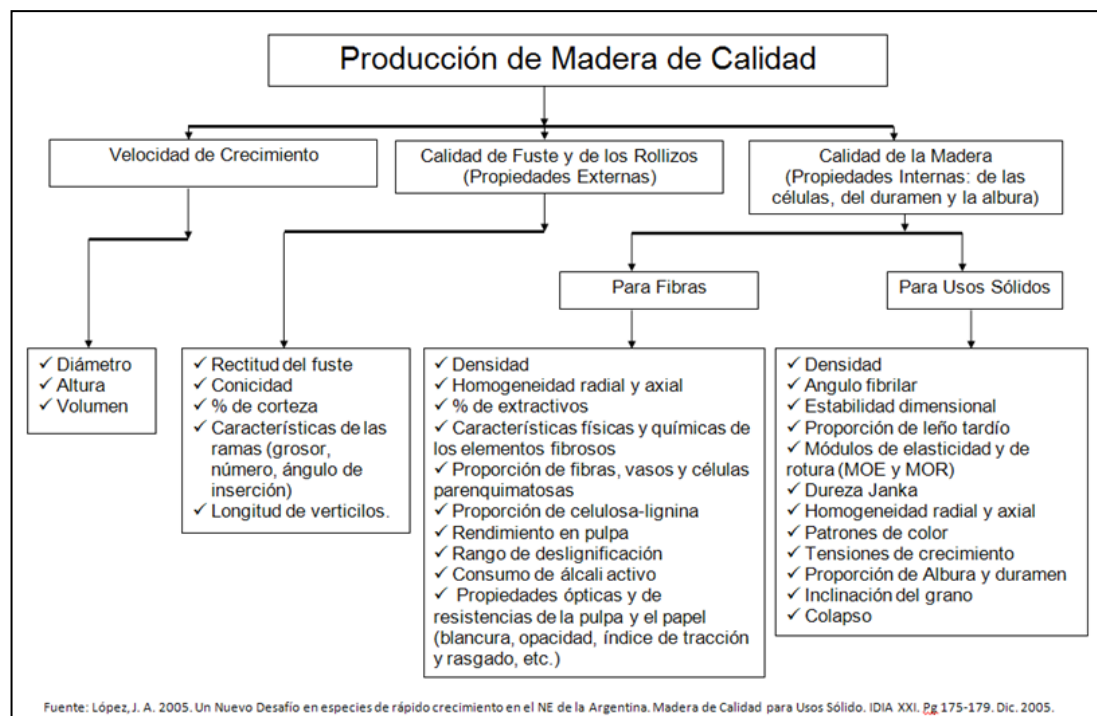 Producción de Madera de Calidad
Velocidad de Crecimiento
Calidad de Fuste y de los Rollizos
(Propiedades Externas)
Calidad de la Madera
(Propiedades Internas: de las
células, del duramen y la albura)
Para Fibras
Para Usos Sólidos
✓ Diámetro
✓ Altura
✓ Volumen
✓ Rectitud del fuste
✓ Conicidad
✓ % de corteza
✓ Características de las
ramas (grosor,
número, ángulo de
inserción)
✓ Longitud de verticilos.
✓ Densidad
✓ Homogeneidad radial y axial
✓ % de extractivos
✓ Características físicas y químicas de
los elementos fibrosos
✓ Proporción de fibras, vasos y células
parenquimatosas
✓ Proporción de celulosa-lignina
✓ Rendimiento en pulpa
✓ Rango de deslignificación
✓ Consumo de álcali activo
✓ Propiedades ópticas y de
resistencias de la pulpa y el papel
(blancura, opacidad, índice de tracción
y rasgado, etc.)
✓ Densidad
✓ Angulo fibrilar
✓ Estabilidad dimensional
✓ Proporción de leño tardío
✓ Módulos de elasticidad y de
rotura (MOE y MOR)
✓ Dureza Janka
✓ Homogeneidad radial y axial
✓ Patrones de color
✓ Tensiones de crecimiento
✓ Proporción de Albura y duramen
✓ Inclinación del grano
✓ Colapso
Fuente: López, J. A. 2005. Un Nuevo Desafío en especies de rápido crecimiento en el NE de la Argentina. Madera de Calidad para Usos Sólido. IDIA XXI. Pg 175-179. Dic. 2005.